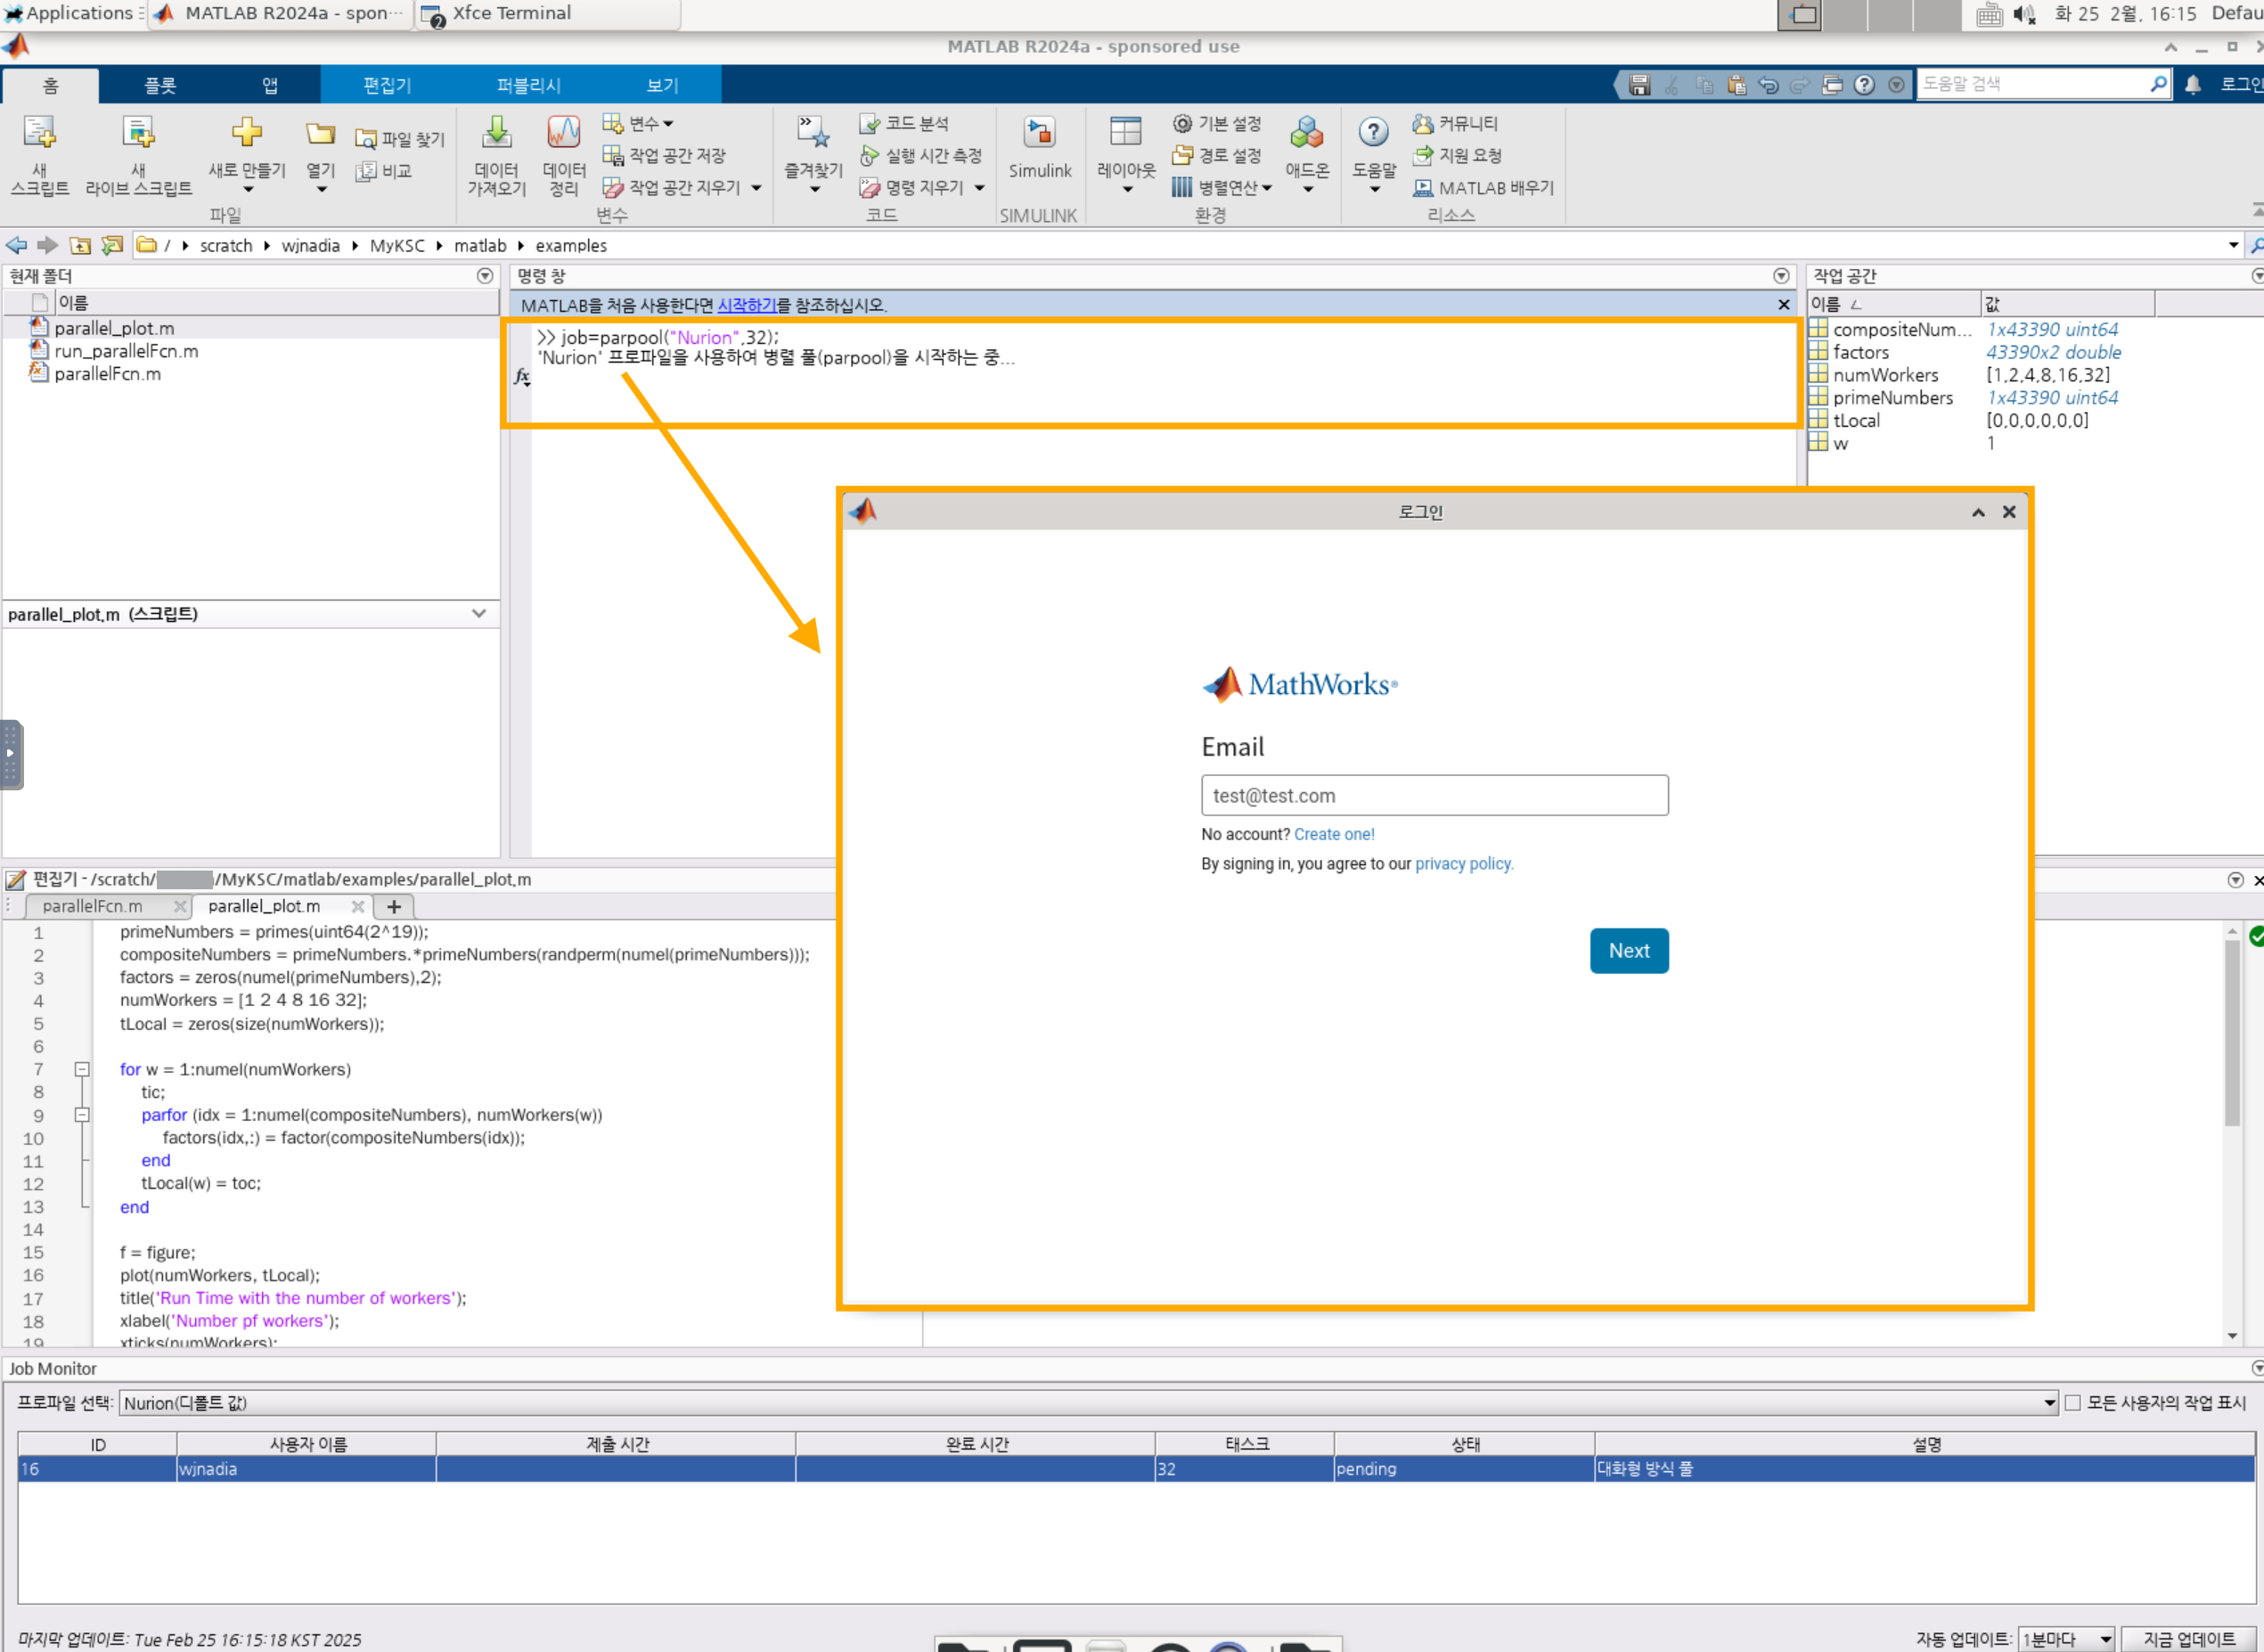 Applications
MATLAB R2024a - spon···
Xfce Terminal
화 25 2월, 16:15 Defau
MATLAB R2024a - sponsored use
홈
플롯
앱
편집기
퍼블리시
보기
도움말 검색
로그인
새 스크립트
새 라이브 스크립트
새로 만들기
열기
파일 찾기
비교
데이터 가져오기
데이터 정리
변수
작업 공간 저장
작업 공간 지우기
즐겨찾기
코드 분석
실행 시간 측정
명령 지우기
Simulink
레이아웃
기본 설정
경로 설정
병렬연산
애드온
도움말
커뮤니티
지원 요청
MATLAB 배우기
파일
변수
코드
SIMULINK
환경
리소스
/ ▸ scratch ▸ wjnadia ▸ MyKSC ▸ matlab ▸ examples
현재 폴더
이름
parallel_plot.m
run_parallelFcn.m
parallelFcn.m
parallel_plot.m (스크립트)
명령 창
MATLAB을 처음 사용한다면 시작하기를 참조하십시오.
>> job=parpool("Nurion",32);
'Nurion' 프로파일을 사용하여 병렬 풀(parpool)을 시작하는 중...
fx
작업 공간
이름 값
compositeNum... 1x43390 uint64
factors 43390x2 double
numWorkers [1,2,4,8,16,32]
primeNumbers 1x43390 uint64
tLocal [0,0,0,0,0,0]
w 1
로그인
MathWorks®
Email
test@test.com
No account? Create one!
By signing in, you agree to our privacy policy.
Next
편집기 - /scratch/ /MyKSC/matlab/examples/parallel_plot.m
parallelFcn.m
parallel_plot.m
+
1 primeNumbers = primes(uint64(2^19));
2 compositeNumbers = primeNumbers.*primeNumbers(randperm(numel(primeNumbers)));
3 factors = zeros(numel(primeNumbers),2);
4 numWorkers = [1 2 4 8 16 32];
5 tLocal = zeros(size(numWorkers));
6
7 for w = 1:numel(numWorkers)
8 tic;
9 parfor (idx = 1:numel(compositeNumbers), numWorkers(w))
10 factors(idx,:) = factor(compositeNumbers(idx));
11 end
12 tLocal(w) = toc;
13 end
14
15 f = figure;
16 plot(numWorkers, tLocal);
17 title('Run Time with the number of workers');
18 xlabel('Number pf workers');
19 xticks(numWorkers);
Job Monitor
프로파일 선택: Nurion(디폴트 값)
모든 사용자의 작업 표시
ID 사용자 이름 제출 시간 완료 시간 태스크 상태 설명
16 wjnadia 32 pending 대화형 방식 풀
마지막 업데이트: Tue Feb 25 16:15:18 KST 2025
자동 업데이트: 1분마다
지금 업데이트